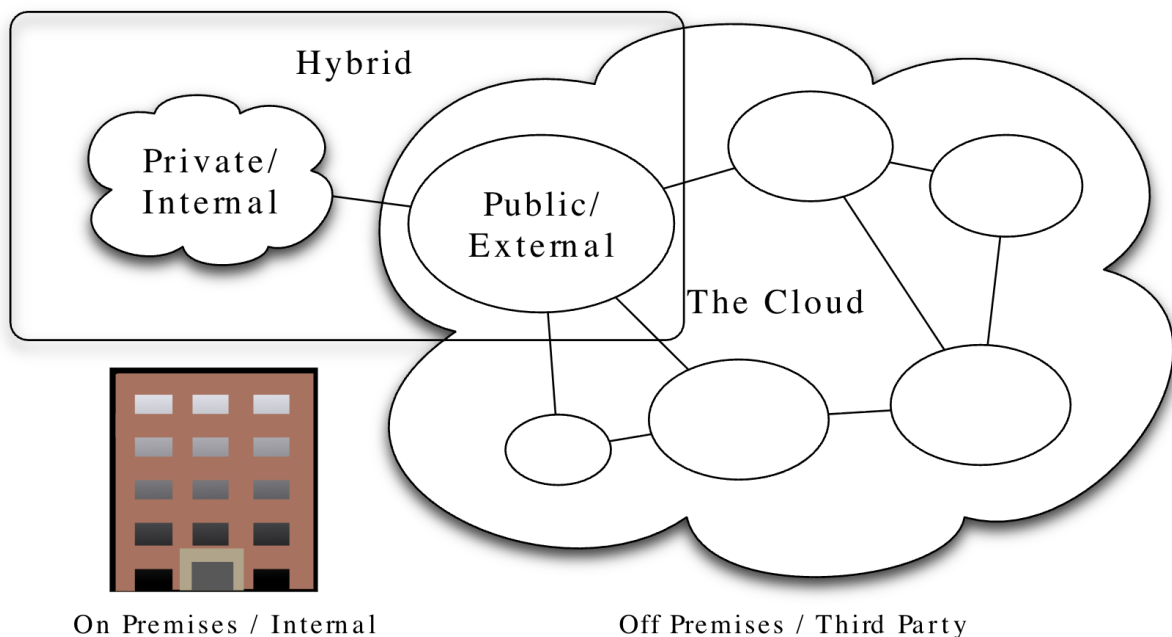 Hybrid
Private/
Internal
Public/
External
The Cloud
On Premises / Internal
Off Premises / Third Party